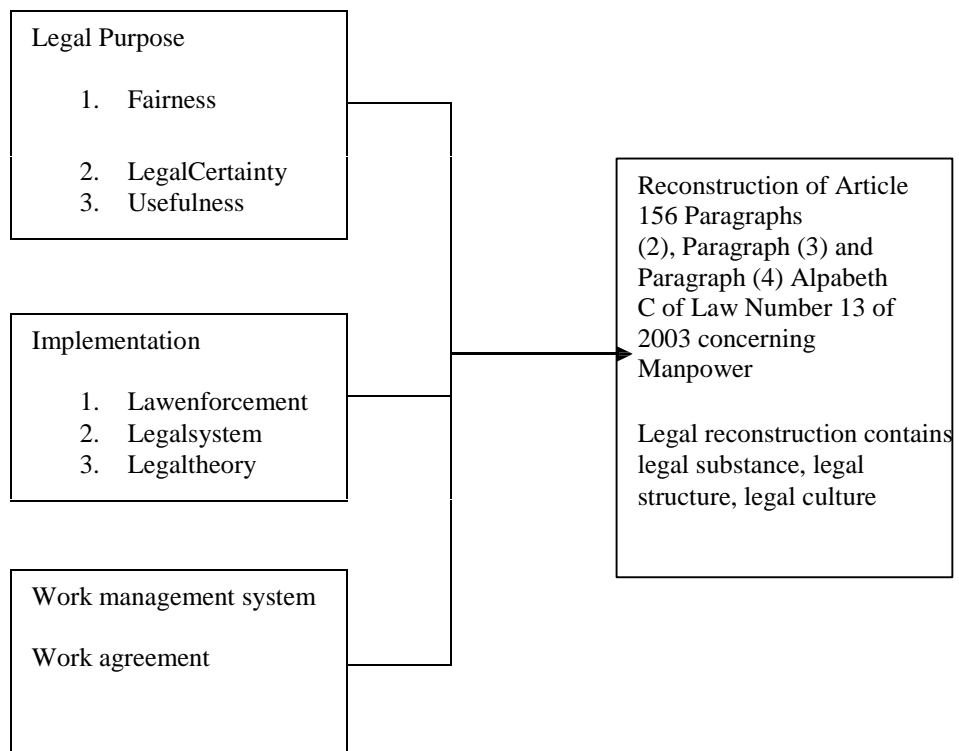 Legal Purpose
1. Fairness
2. LegalCertainty
3. Usefulness
Implementation
1. Lawenforcement
2. Legalsystem
3. Legaltheory
Work management system
Work agreement
Reconstruction of Article
156 Paragraphs
(2), Paragraph (3) and
Paragraph (4) Alpabeth
C of Law Number 13 of
2003 concerning
Manpower
Legal reconstruction contains
legal substance, legal
structure, legal culture